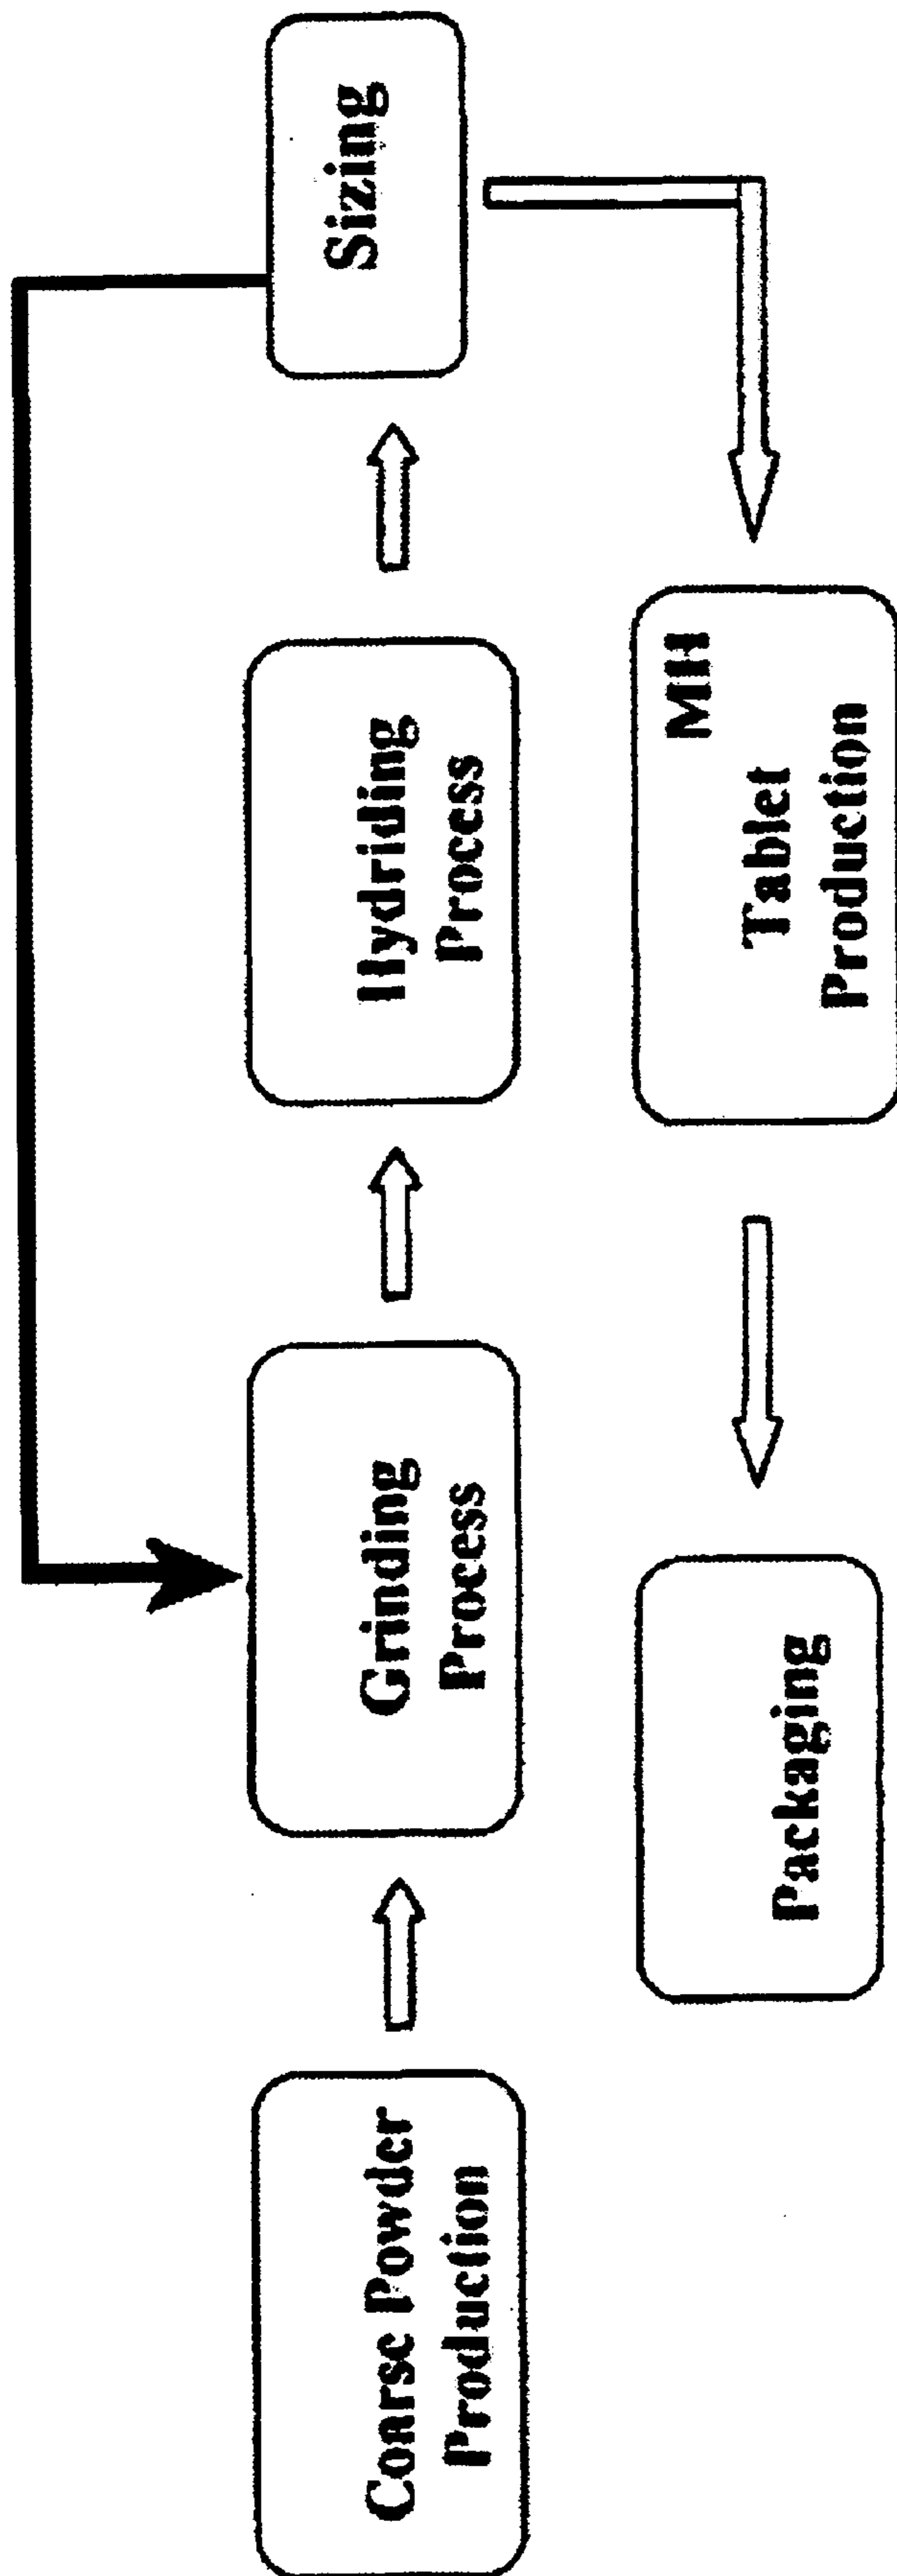 Coarse Powder
Production
Grinding
Process
Hydriding
Process
Sizing
MH
Tablet
Production
Packaging